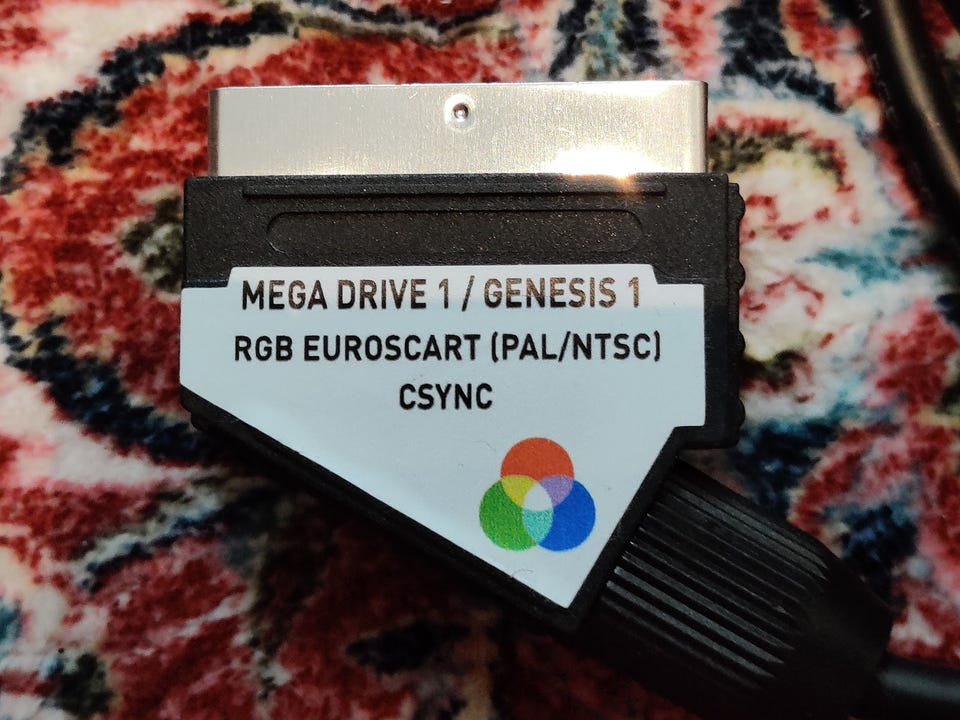 MEGA DRIVE 1 / GENESIS 1
RGB EUROSCART (PAL/NTSC)
CSYNC